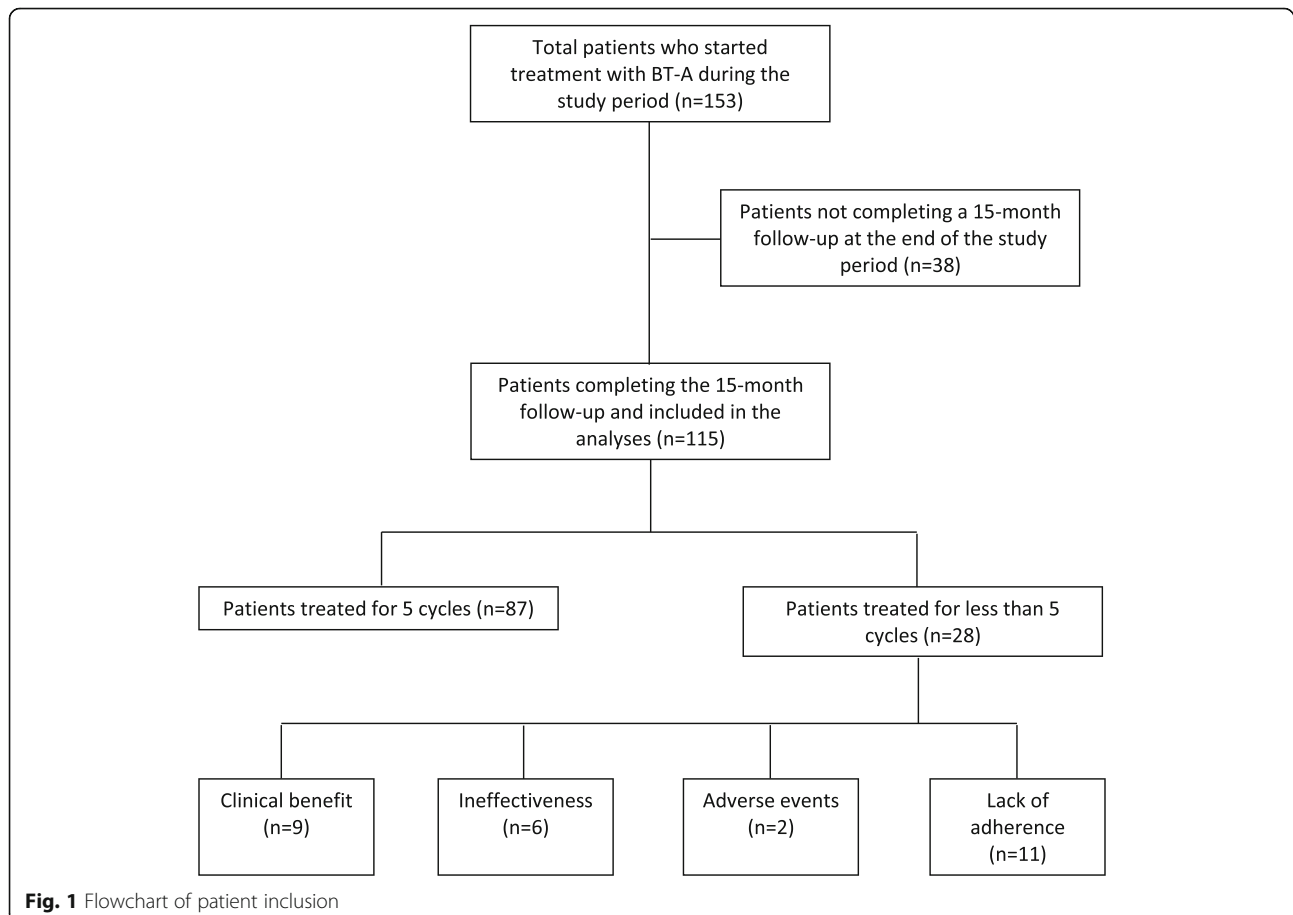 Total patients who started
treatment with BT-A during the
study period (n=153)
Patients not completing a 15-month
follow-up at the end of the study
period (n=38)
Patients completing the 15-month
follow-up and included in the
analyses (n=115)
Patients treated for 5 cycles (n=87)
Patients treated for less than 5
cycles (n=28)
Clinical benefit
(n=9)
Ineffectiveness
(n=6)
Adverse events
(n=2)
Lack of
adherence
(n=11)
Fig. 1 Flowchart of patient inclusion